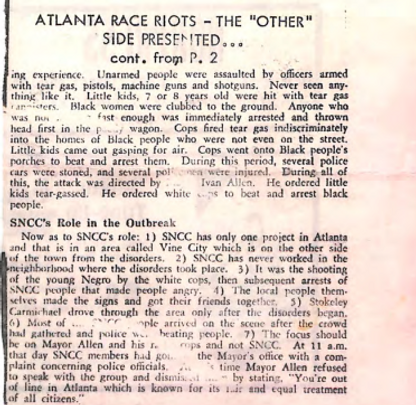 ATLANTA RACE RIOTS – THE "OTHER"
SIDE PRESENTED...
cont. from P. 2
ing experience. Unarmed people were assaulted by officers armed
with tear gas, pistols, machine guns and shotguns. Never seen any-
thing like it. Little kids, 7 or 8 years old were hit with tear gas
Black women were clubbed to the ground. Anyone who
was fast enough was immediately arrested and thrown
head first in the wagon. Cops fired tear gas indiscriminately
into the homes of Black people who were not even on the street.
Little kids came out gasping for air. Cops went onto Black people's
porches to beat and arrest them. During this period, several police
cars were stoned, and several were injured. During all of
this, the attack was directed by Ivan Allen. He ordered little
kids tear-gassed. He ordered white to beat and arrest black
people.
SNCC's Role in the Outbreak
Now as to SNCC's role: 1) SNCC has only one project in Atlanta
and that is in an area called Vine City which is on the other side
of the town from the disorders. 2) SNCC has never worked in the
neighborhood where the disorders took place. 3) It was the shooting
of the young Negro by the white cops, then subsequent arrests of
SNCC people that made people angry. 4) The local people them-
selves made the signs and got their friends together. 5) Stokeley
Carmichael drove through the area only after the disorders began.
6) Most of arrived on the scene after the crowd
had gathered and police beating people. 7) The focus should
be on Mayor Allen and his cops and not SNCC. At 11 a.m.
that day SNCC members had the Mayor's office with a com-
plaint concerning police officials. time Mayor Allen refused
to speak with the group and by stating, "You're out
of line in Atlanta which is known for its fair and equal treatment
of all citizens."